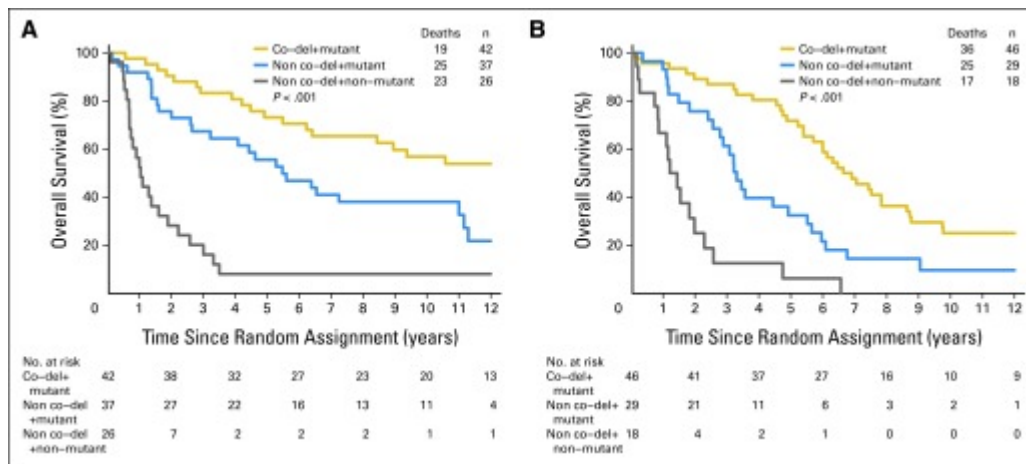 A
Deaths n
Co-del+mutant 19 42
Non co-del+mutant 25 37
Non co-del+non-mutant 23 26
P < .001
Overall Survival (%)
100
80
60
40
20
0 1 2 3 4 5 6 7 8 9 10 11 12
Time Since Random Assignment (years)
No. at risk
Co-del+ mutant 42 38 32 27 23 20 13
Non co-del +mutant 37 27 22 16 13 11 4
Non co-del +non-mutant 26 7 2 2 2 1 1
B
Deaths n
Co-del+mutant 36 46
Non co-del+mutant 25 29
Non co-del+non-mutant 17 18
P < .001
Overall Survival (%)
100
80
60
40
20
0 1 2 3 4 5 6 7 8 9 10 11 12
Time Since Random Assignment (years)
No. at risk
Co-del+ mutant 46 41 37 27 16 10 9
Non co-del+ mutant 29 21 11 6 3 2 1
Non co-del+ non-mutant 18 4 2 1 0 0 0